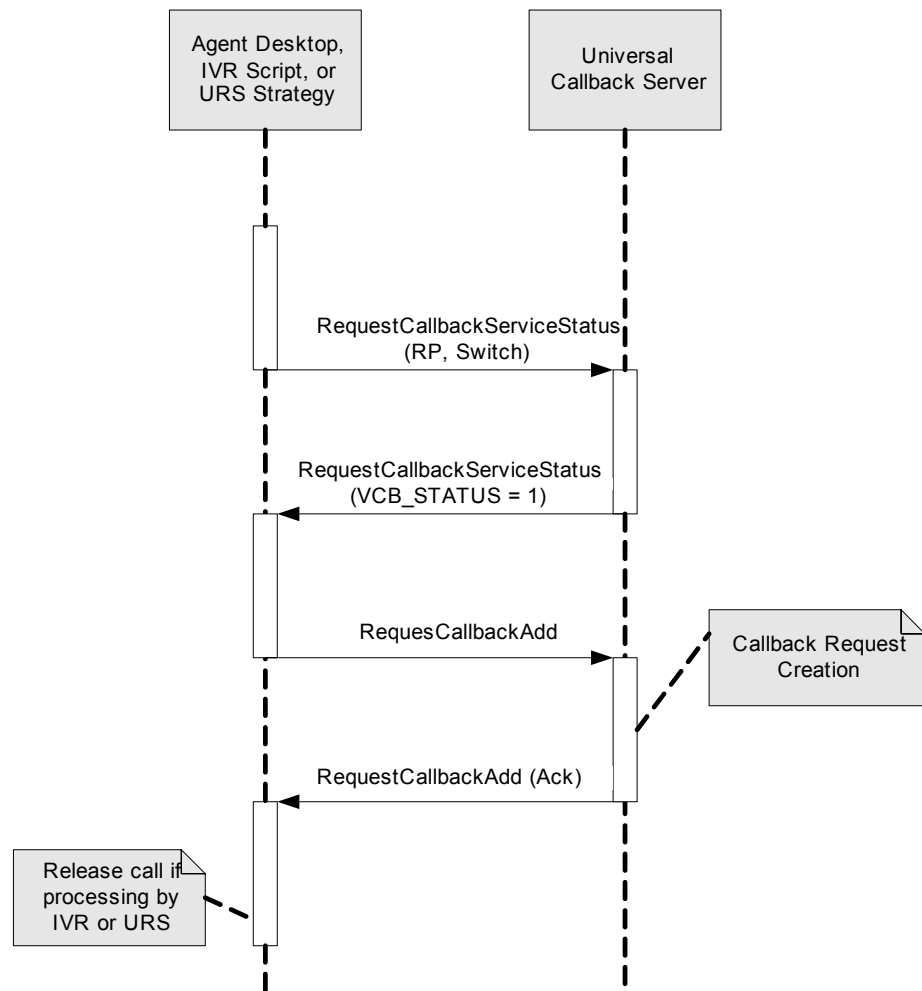 Agent Desktop,
IVR Script, or
URS Strategy
Universal
Callback Server
RequestCallbackServiceStatus
(RP, Switch)
RequestCallbackServiceStatus
(VCB_STATUS = 1)
RequesCallbackAdd
Callback Request
Creation
RequestCallbackAdd (Ack)
Release call if
processing by
IVR or URS